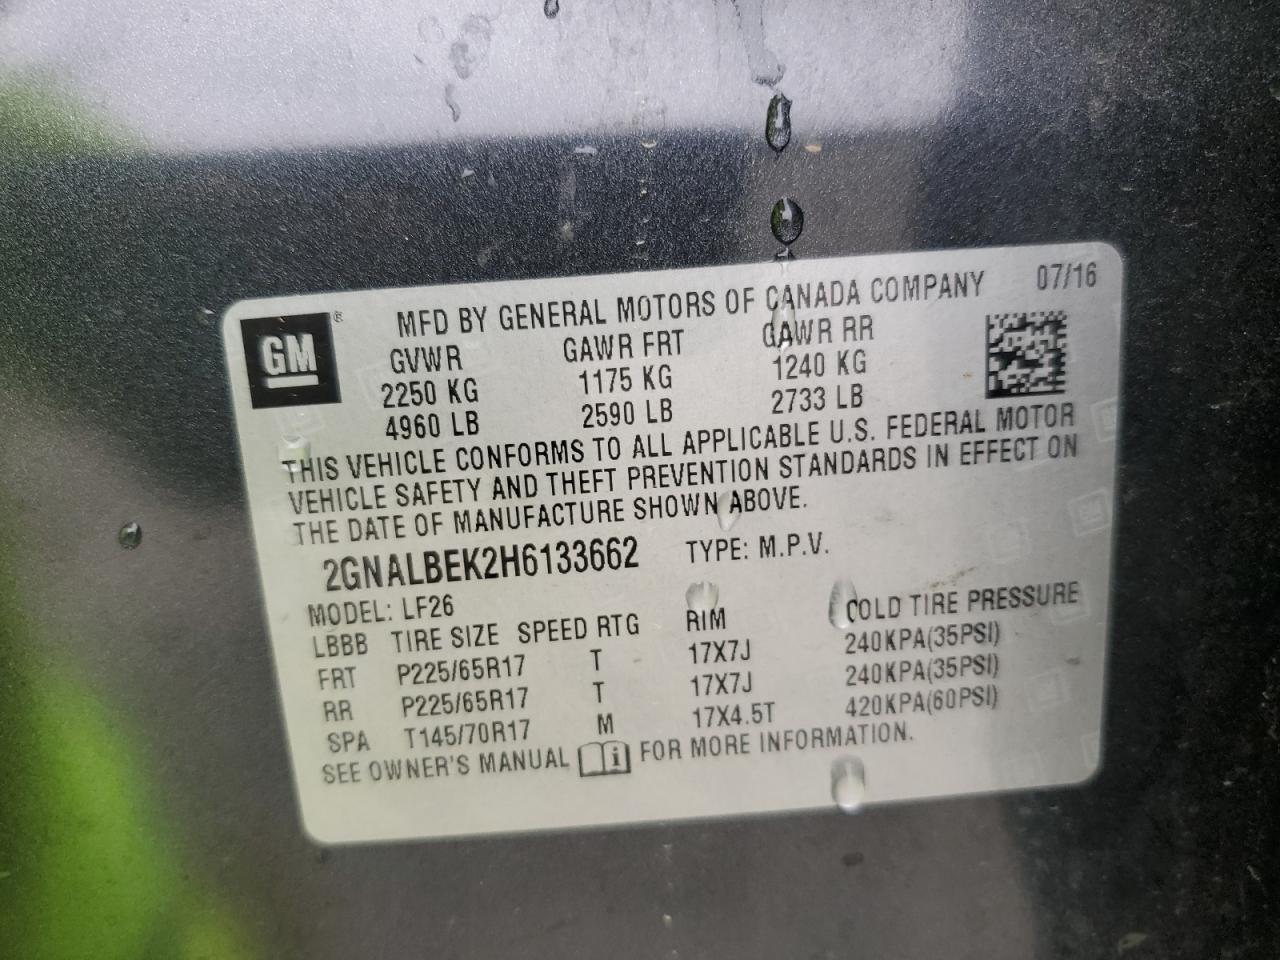 GM ®
MFD BY GENERAL MOTORS OF CANADA COMPANY 07/16
GVWR GAWR FRT GAWR RR
2250 KG 1175 KG 1240 KG
4960 LB 2590 LB 2733 LB
THIS VEHICLE CONFORMS TO ALL APPLICABLE U.S. FEDERAL MOTOR
VEHICLE SAFETY AND THEFT PREVENTION STANDARDS IN EFFECT ON
THE DATE OF MANUFACTURE SHOWN ABOVE.
2GNALBEK2H6133662 TYPE: M.P.V.
MODEL: LF26
LBBB TIRE SIZE SPEED RTG RIM COLD TIRE PRESSURE
FRT P225/65R17 T 17X7J 240KPA(35PSI)
RR P225/65R17 T 17X7J 240KPA(35PSI)
SPA T145/70R17 M 17X4.5T 420KPA(60PSI)
SEE OWNER'S MANUAL i FOR MORE INFORMATION.